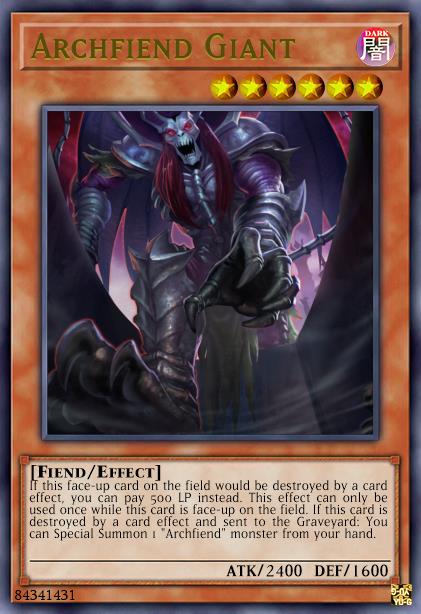 ARCHFIEND GIANT
DARK
闇
[FIEND/EFFECT]
If this face-up card on the field would be destroyed by a card
effect, you can pay 500 LP instead. This effect can only be
used once while this card is face-up on the field. If this card is
destroyed by a card effect and sent to the Graveyard: You
can Special Summon 1 "Archfiend" monster from your hand.
ATK/2400 DEF/1600
84341431